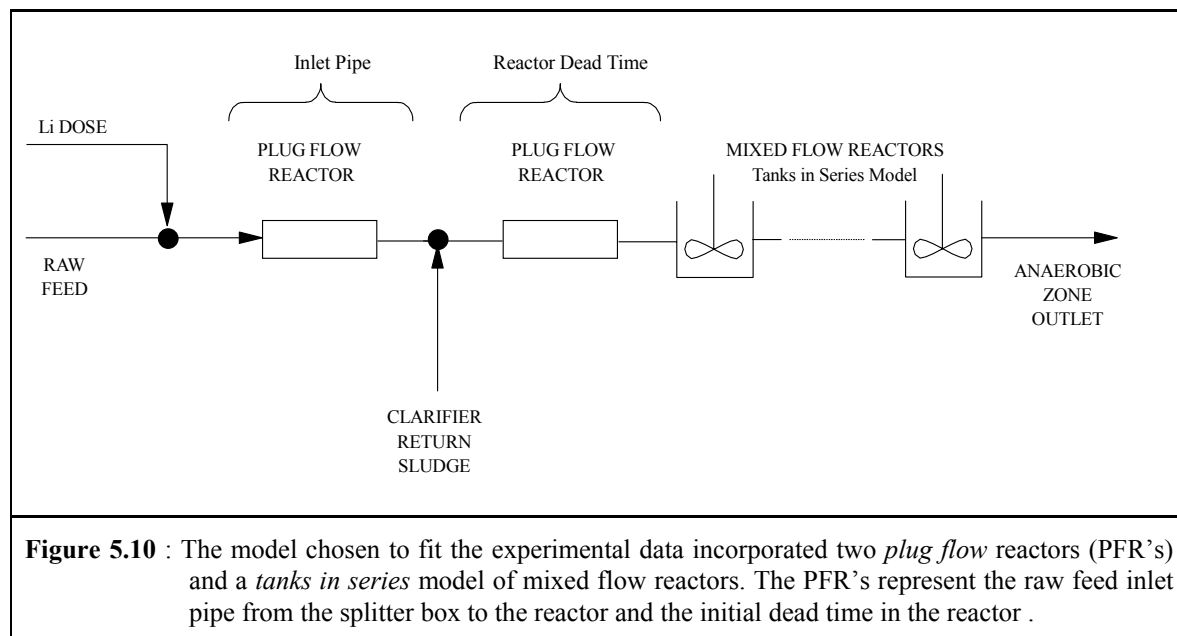 Inlet Pipe
Reactor Dead Time
Li DOSE
PLUG FLOW
REACTOR
PLUG FLOW
REACTOR
MIXED FLOW REACTORS
Tanks in Series Model
RAW
FEED
ANAEROBIC
ZONE
OUTLET
CLARIFIER
RETURN
SLUDGE
Figure 5.10 : The model chosen to fit the experimental data incorporated two plug flow reactors (PFR's)
and a tanks in series model of mixed flow reactors. The PFR's represent the raw feed inlet
pipe from the splitter box to the reactor and the initial dead time in the reactor .